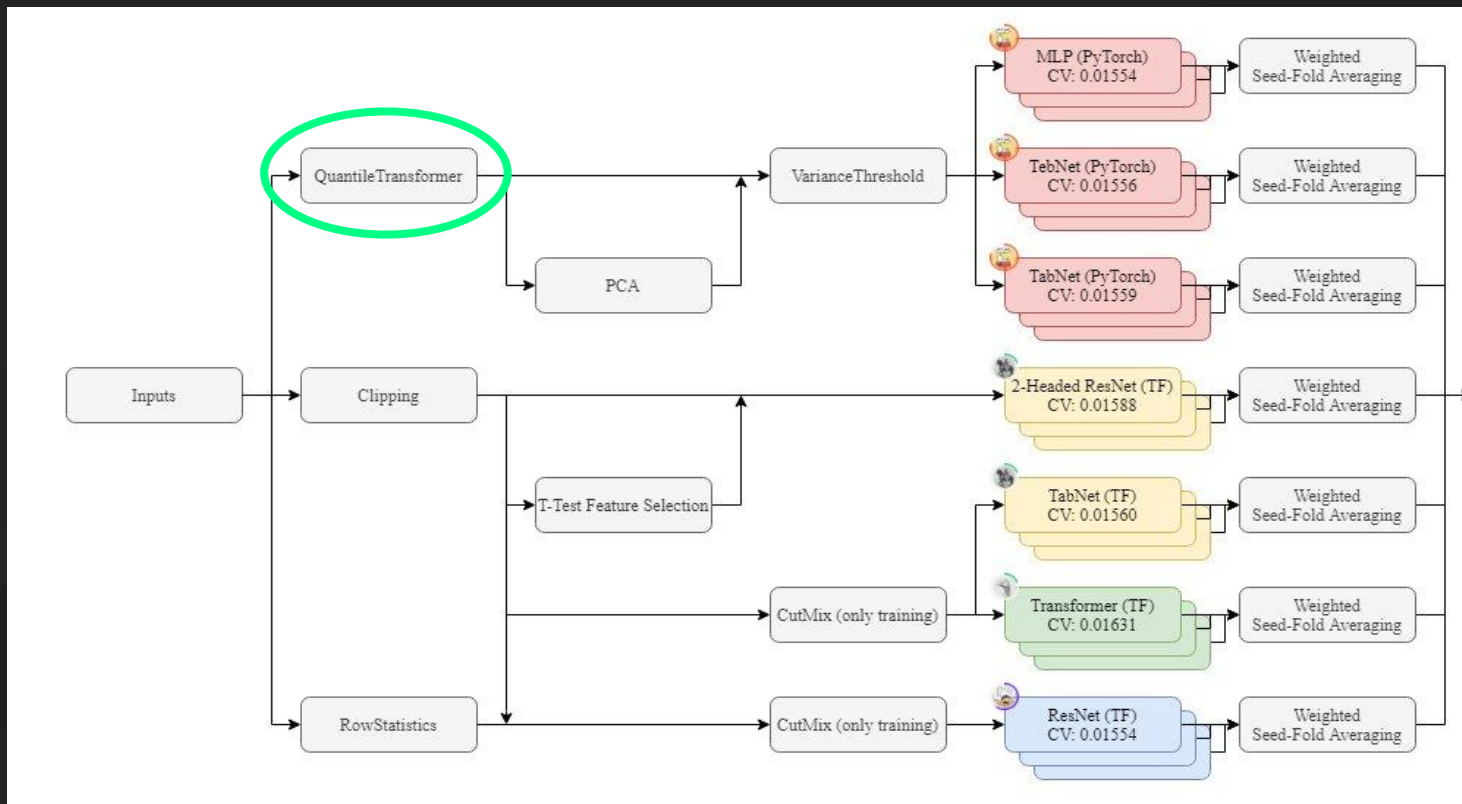 MLP (PyTorch)
CV: 0.01554
Weighted
Seed-Fold Averaging
QuantileTransformer
VarianceThreshold
TebNet (PyTorch)
CV: 0.01556
Weighted
Seed-Fold Averaging
PCA
TabNet (PyTorch)
CV: 0.01559
Weighted
Seed-Fold Averaging
Inputs
Clipping
2-Headed ResNet (TF)
CV: 0.01588
Weighted
Seed-Fold Averaging
T-Test Feature Selection
TabNet (TF)
CV: 0.01560
Weighted
Seed-Fold Averaging
CutMix (only training)
Transformer (TF)
CV: 0.01631
Weighted
Seed-Fold Averaging
RowStatistics
CutMix (only training)
ResNet (TF)
CV: 0.01554
Weighted
Seed-Fold Averaging